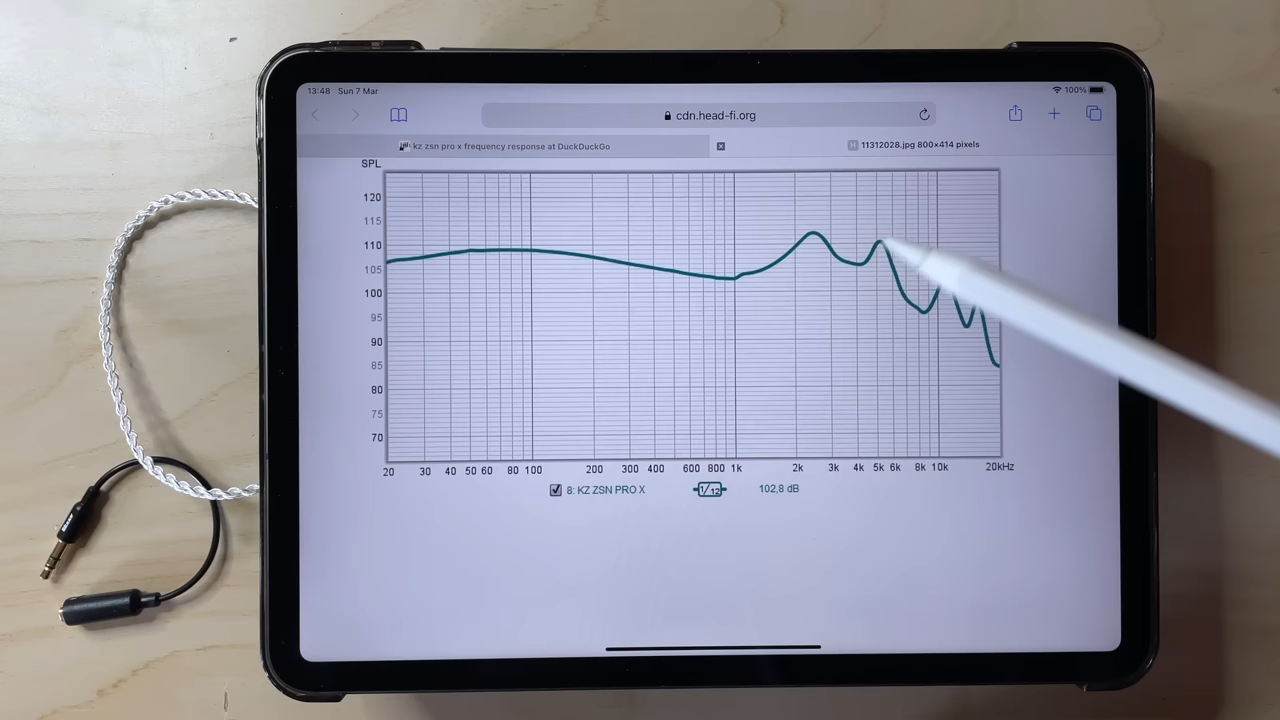 13:48 Sun 7 Mar
100%
cdn.head-fi.org
kz zsn pro x frequency response at DuckDuckGo
11312028.jpg 800×414 pixels
SPL
120
115
110
105
100
95
90
85
80
75
70
20 30 40 50 60 80 100 200 300 400 600 800 1k 2k 3k 4k 5k 6k 8k 10k 20kHz
8: KZ ZSN PRO X 1/12 102,8 dB